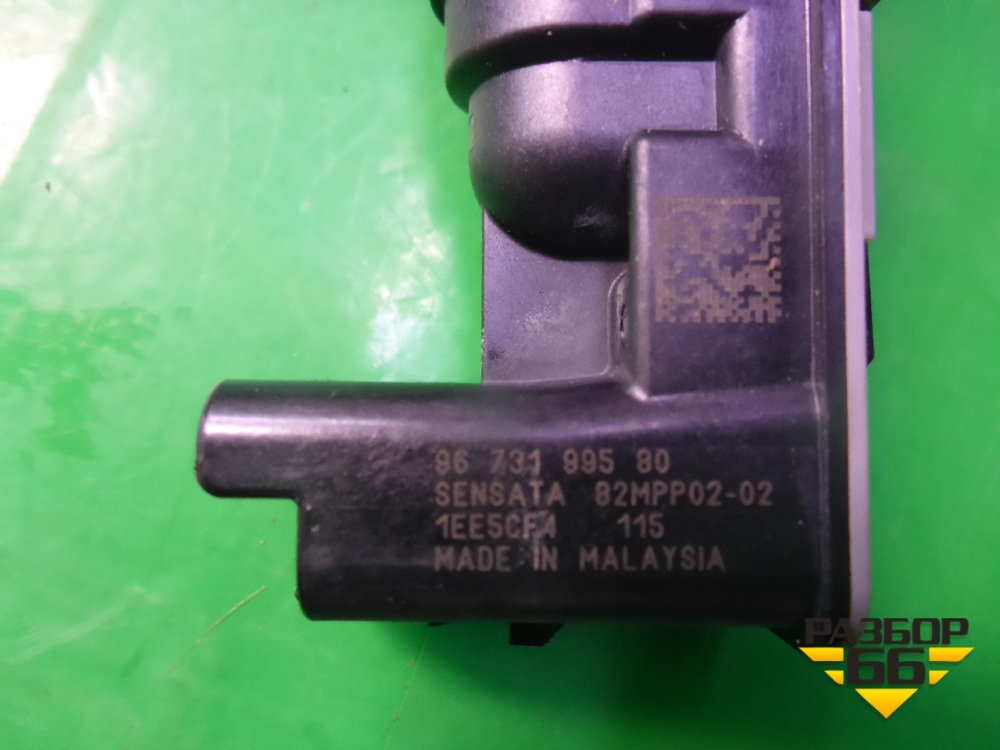 96 731 995 80
SENSATA 82MPP02-02
1EE5CF4 115
MADE IN MALAYSIA
РАЗБОР
66